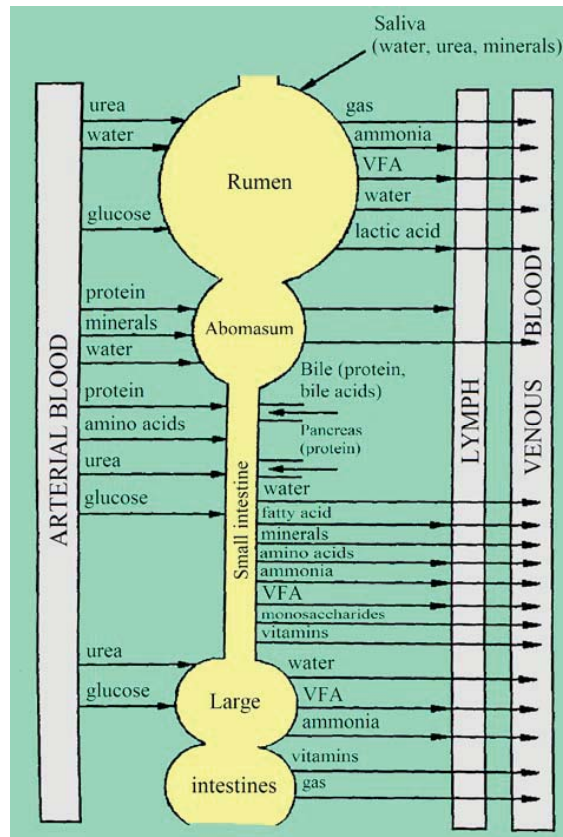 Saliva
(water, urea, minerals)
urea
water
glucose
Rumen
gas
ammonia
VFA
water
lactic acid
protein
minerals
water
Abomasum
protein
amino acids
urea
glucose
Bile (protein,
bile acids)
Pancreas
(protein)
Small intestine
water
fatty acid
minerals
amino acids
ammonia
VFA
monosaccharides
vitamins
urea
glucose
Large
intestines
water
VFA
ammonia
vitamins
gas
ARTERIAL BLOOD
LYMPH
VENOUS BLOOD